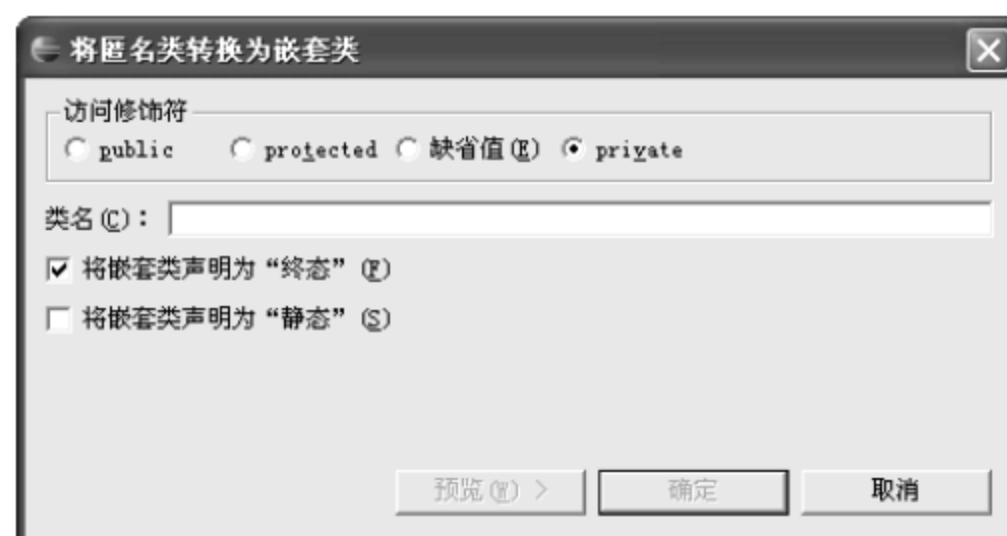 将匿名类转换为嵌套类
访问修饰符
public protected 缺省值(E) private
类名(C):
将嵌套类声明为“终态”(F)
将嵌套类声明为“静态”(S)
预览(W) > 确定 取消